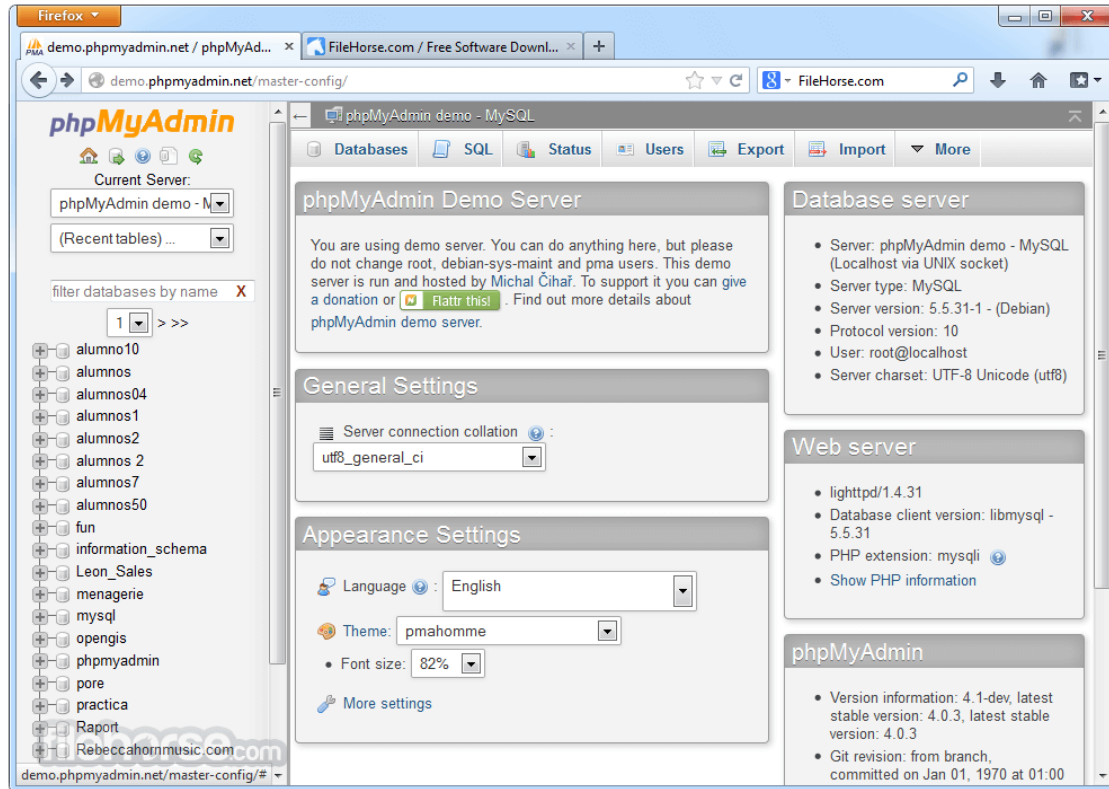 Firefox
demo.phpmyadmin.net / phpMyAd...
FileHorse.com / Free Software Downl...
demo.phpmyadmin.net/master-config/
FileHorse.com
phpMyAdmin
Current Server:
phpMyAdmin demo - M
(Recent tables) ...
filter databases by name X
1 > >>
alumno10
alumnos
alumnos04
alumnos1
alumnos2
alumnos 2
alumnos7
alumnos50
fun
information_schema
Leon_Sales
menagerie
mysql
opengis
phpmyadmin
pore
practica
Raport
Rebeccahornmusic.com
filehorse.com
demo.phpmyadmin.net/master-config/#
phpMyAdmin demo - MySQL
Databases SQL Status Users Export Import More
phpMyAdmin Demo Server
You are using demo server. You can do anything here, but please
do not change root, debian-sys-maint and pma users. This demo
server is run and hosted by Michal Čihař. To support it you can give
a donation or Flattr this! . Find out more details about
phpMyAdmin demo server.
General Settings
Server connection collation :
utf8_general_ci
Appearance Settings
Language : English
Theme: pmahomme
Font size: 82%
More settings
Database server
Server: phpMyAdmin demo - MySQL
(Localhost via UNIX socket)
Server type: MySQL
Server version: 5.5.31-1 - (Debian)
Protocol version: 10
User: root@localhost
Server charset: UTF-8 Unicode (utf8)
Web server
lighttpd/1.4.31
Database client version: libmysql -
5.5.31
PHP extension: mysqli
Show PHP information
phpMyAdmin
Version information: 4.1-dev, latest
stable version: 4.0.3, latest stable
version: 4.0.3
Git revision: from branch,
committed on Jan 01, 1970 at 01:00